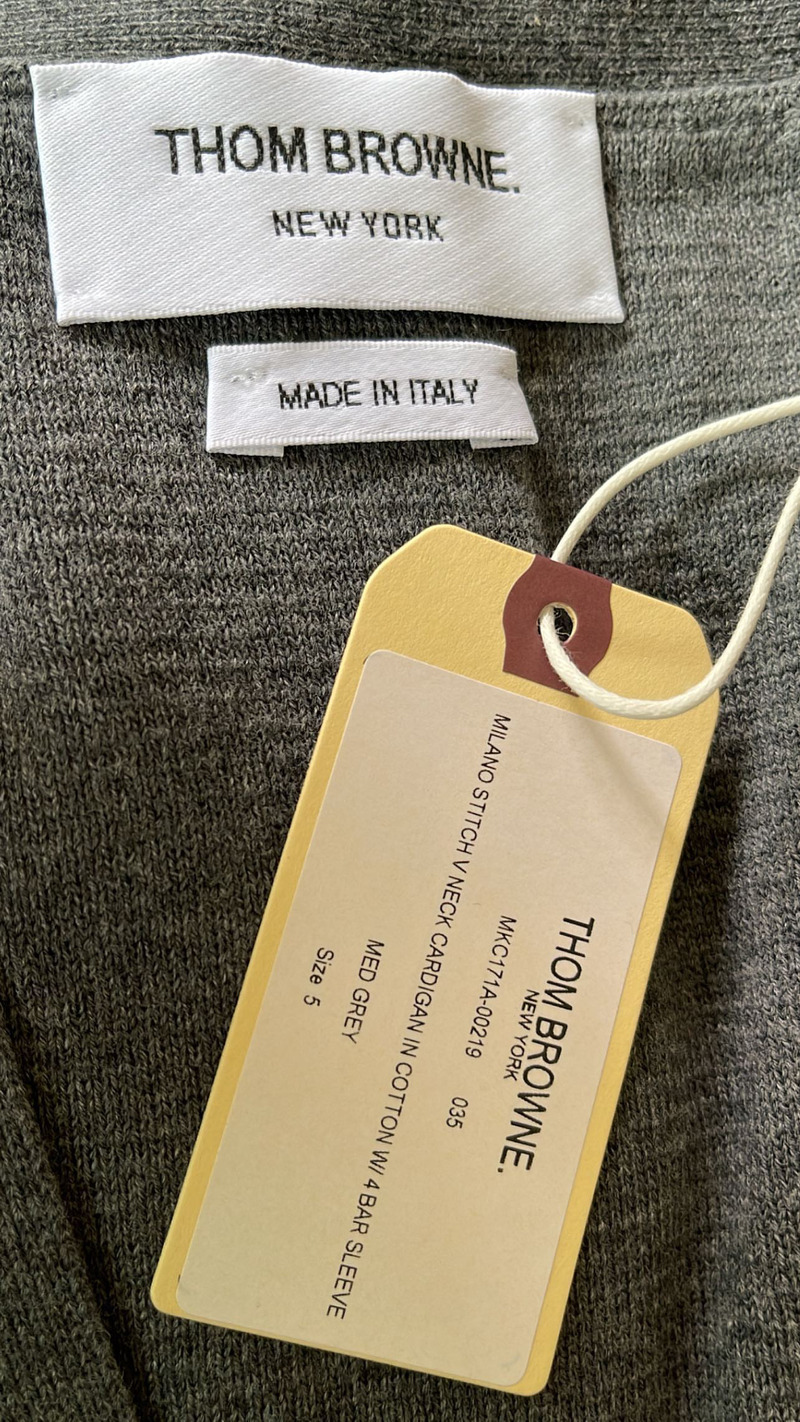 THOM BROWNE.
NEW YORK
MADE IN ITALY
THOM BROWNE.
NEW YORK
MKC171A-00219 035
MILANO STITCH V NECK CARDIGAN IN COTTON W/ 4 BAR SLEEVE
MED GREY
Size 5